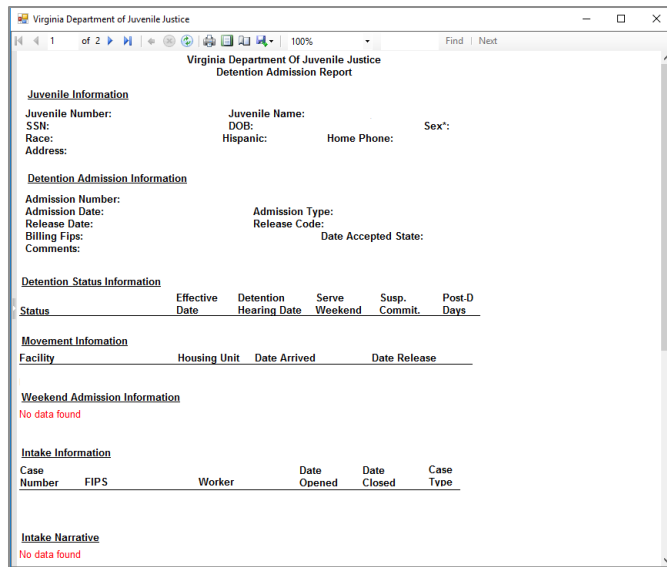 Virginia Department of Juvenile Justice
1 of 2 100% Find | Next
Virginia Department Of Juvenile Justice
Detention Admission Report
Juvenile Information
Juvenile Number: Juvenile Name:
SSN: DOB: Sex*:
Race: Hispanic: Home Phone:
Address:
Detention Admission Information
Admission Number:
Admission Date: Admission Type:
Release Date: Release Code:
Billing Fips: Date Accepted State:
Comments:
Detention Status Information
Effective Detention Serve Susp. Post-D
Status Date Hearing Date Weekend Commit. Days
Movement Infomation
Facility Housing Unit Date Arrived Date Release
Weekend Admission Information
No data found
Intake Information
Case Date Date Case
Number FIPS Worker Opened Closed Type
Intake Narrative
No data found